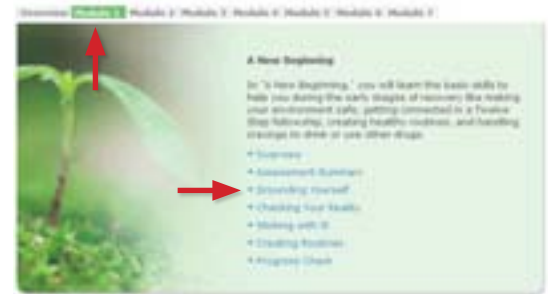 Overview Module 1 Module 2 Module 3 Module 4 Module 5 Module 6 Module 7
A New Beginning
In "A New Beginning," you will learn the basic skills to
help you during the early stages of recovery like making
your environment safe, getting connected in a Twelve
Step fellowship, creating healthy routines, and handling
cravings to drink or use other drugs.
Overview
Assessment Summary
Grounding Yourself
Checking Your Reality
Sticking with It
Creating Routines
Progress Check